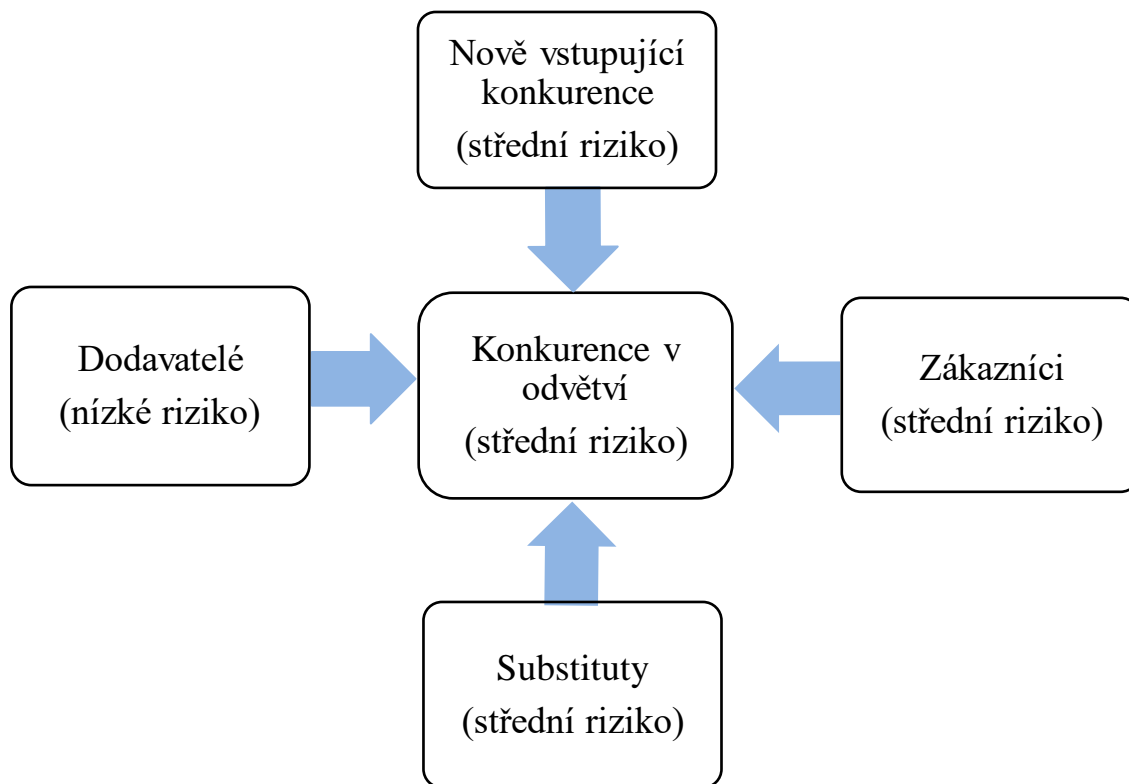 Nově vstupující
konkurence
(střední riziko)
Dodavatelé
(nízké riziko)
Konkurence v
odvětví
(střední riziko)
Zákazníci
(střední riziko)
Substituty
(střední riziko)